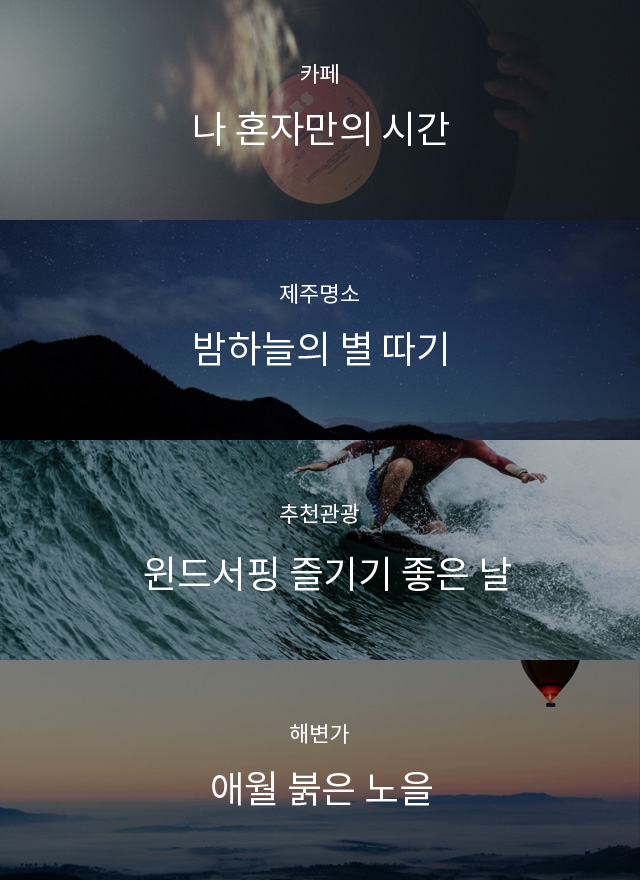 카페
나 혼자만의 시간
제주명소
밤하늘의 별 따기
추천관광
윈드서핑 즐기기 좋은 날
해변가
애월 붉은 노을